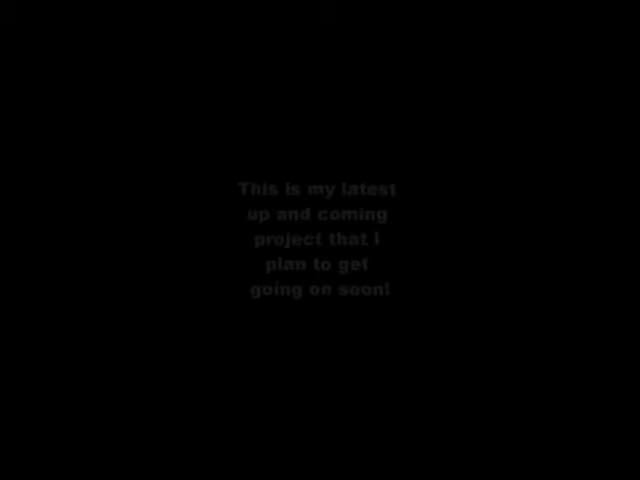 This is my latest
up and coming
project that I
plan to get
going on soon!